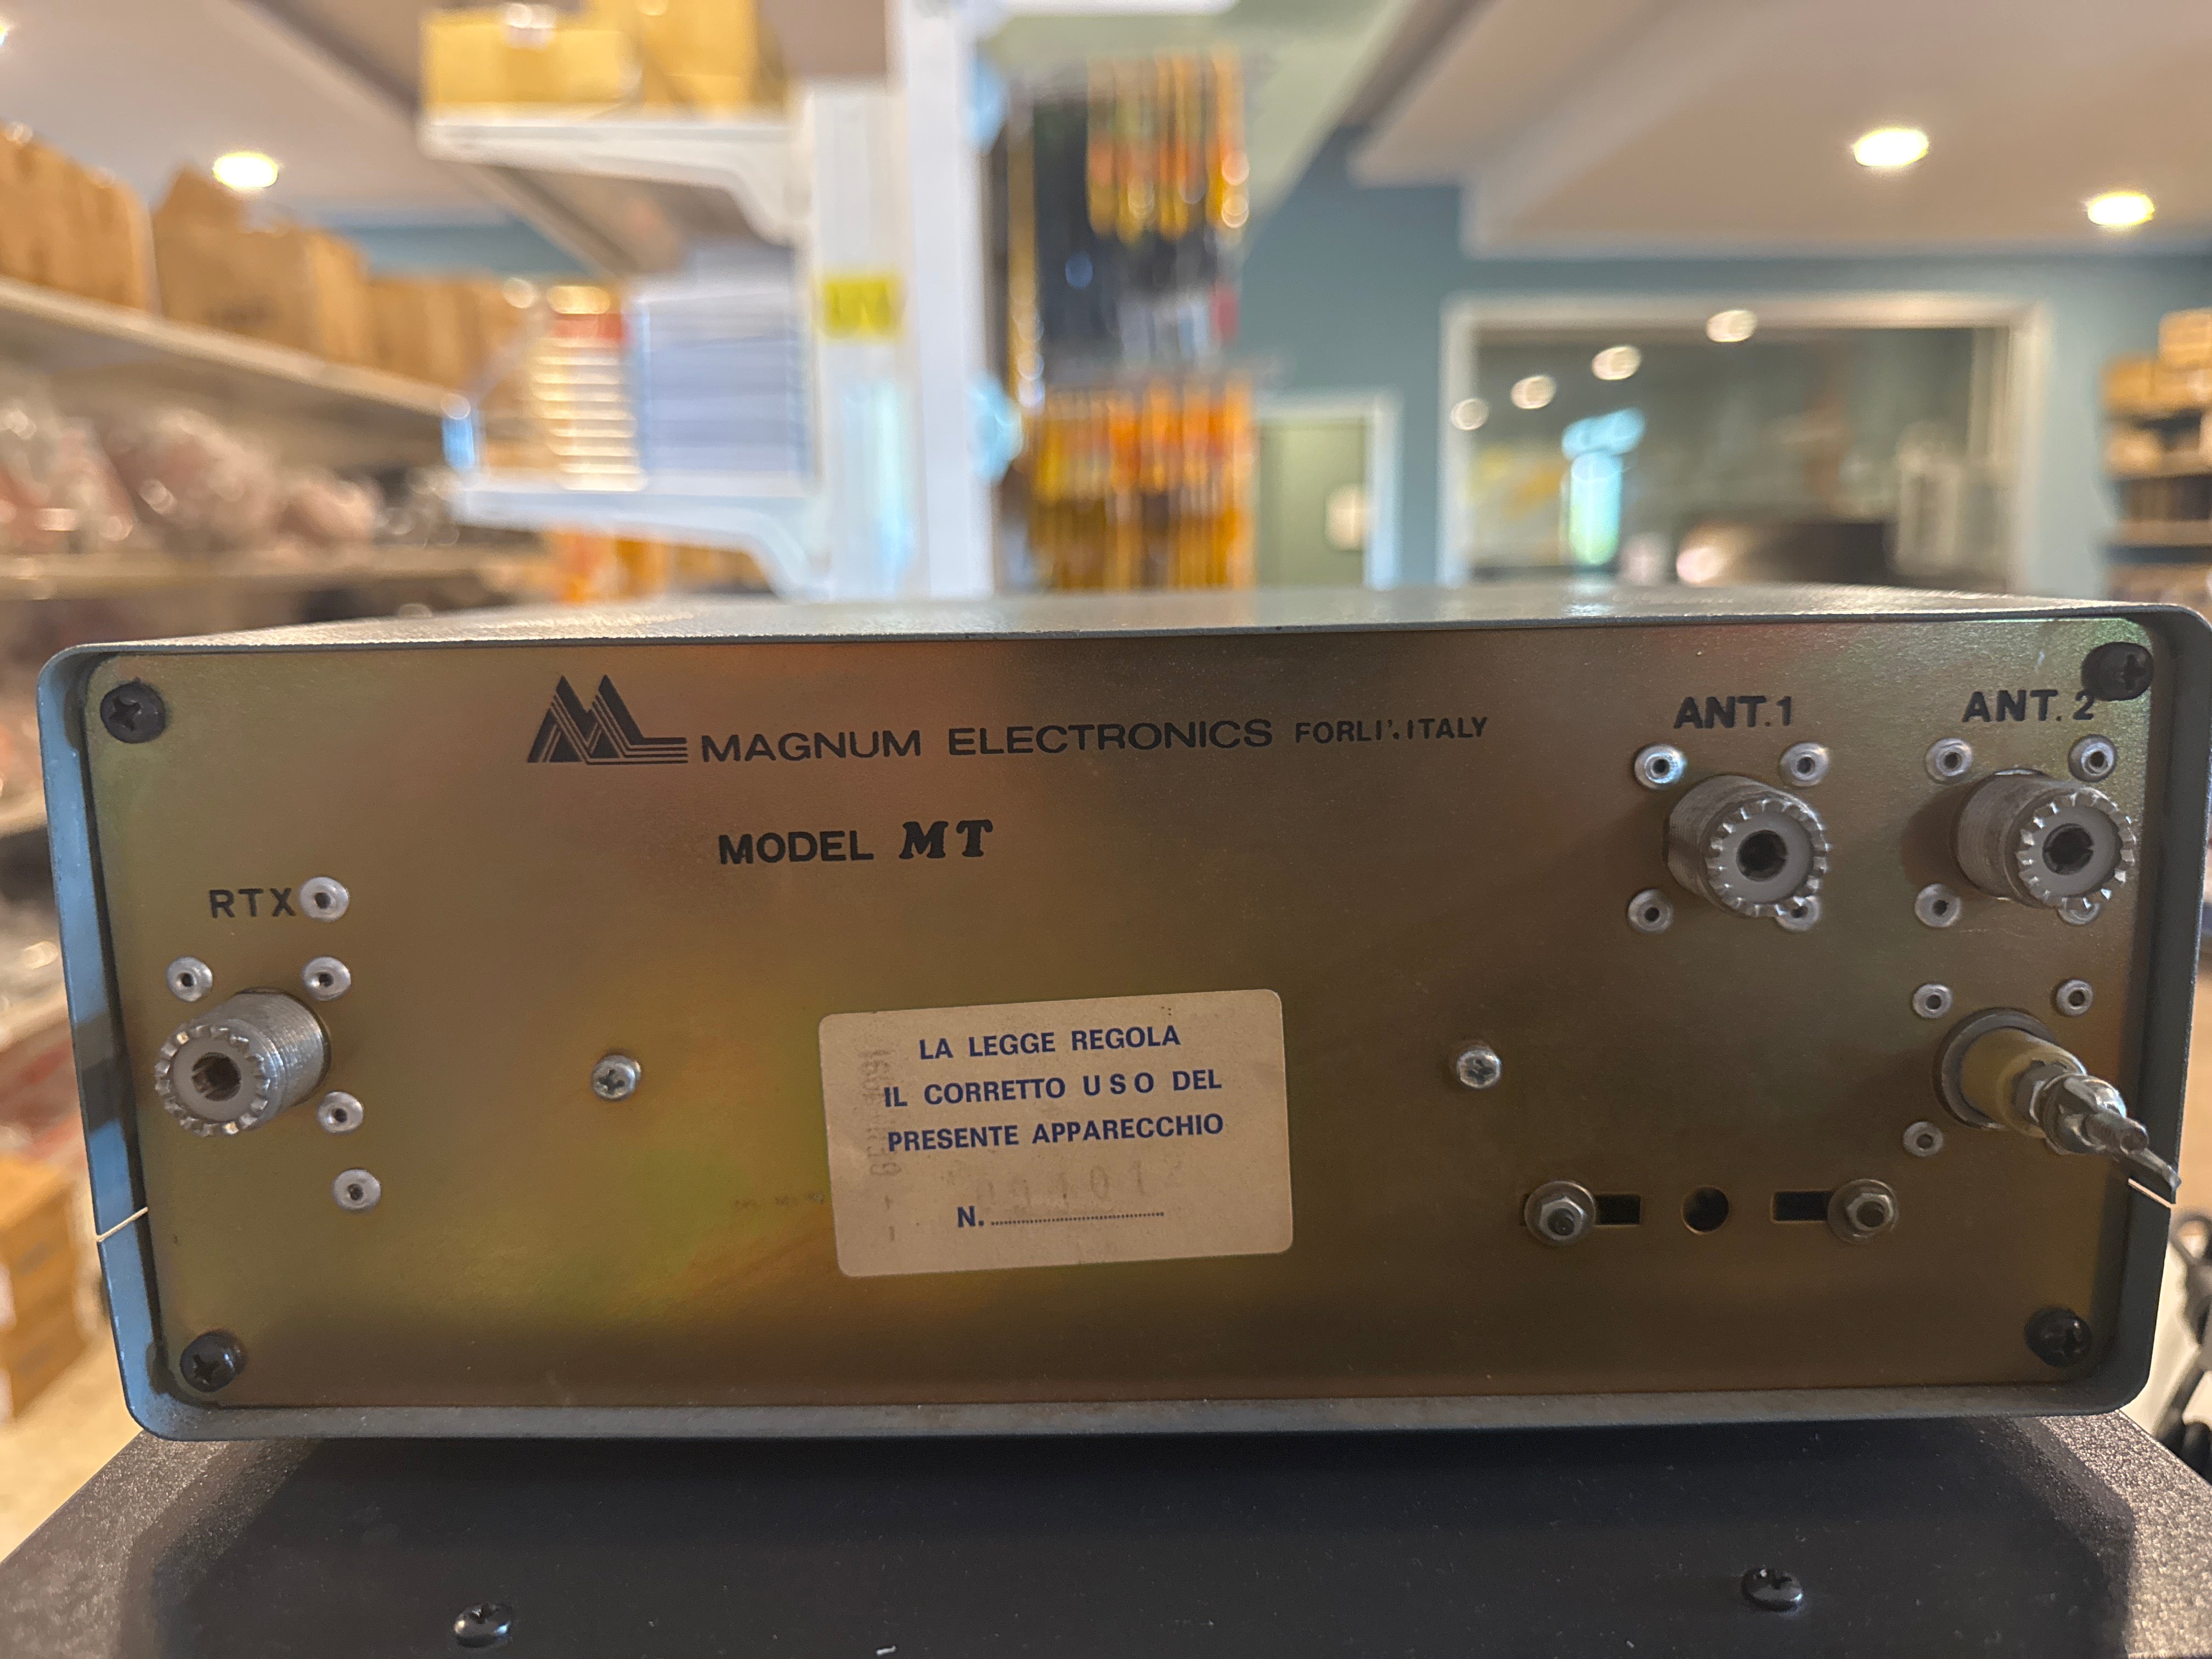 MAGNUM ELECTRONICS FORLI'.ITALY
MODEL MT
ANT.1
ANT. 2
RTX
LA LEGGE REGOLA
IL CORRETTO USO DEL
PRESENTE APPARECCHIO
N.